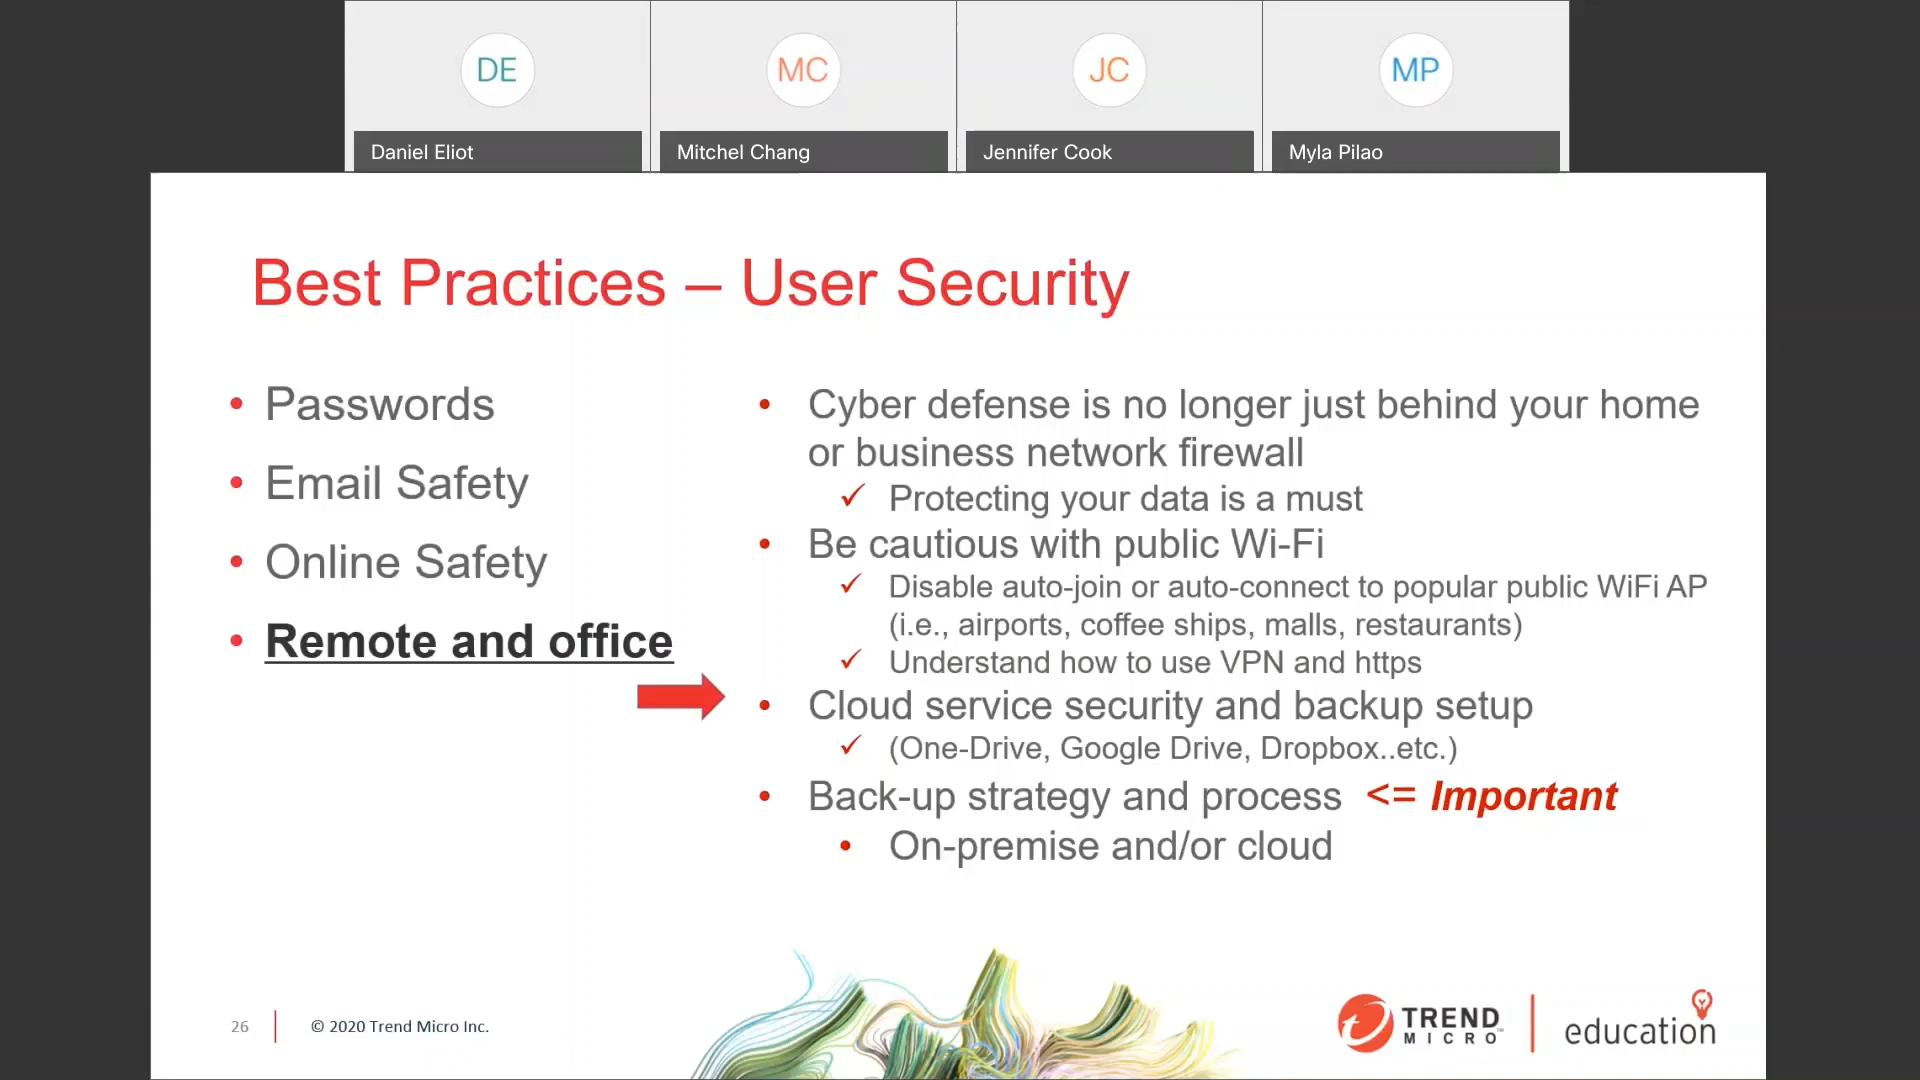 DE
MC
JC
MP
Daniel Eliot
Mitchel Chang
Jennifer Cook
Myla Pilao
Best Practices – User Security
• Passwords
• Email Safety
• Online Safety
• Remote and office
• Cyber defense is no longer just behind your home
or business network firewall
✓ Protecting your data is a must
• Be cautious with public Wi-Fi
✓ Disable auto-join or auto-connect to popular public WiFi AP
(i.e., airports, coffee ships, malls, restaurants)
✓ Understand how to use VPN and https
• Cloud service security and backup setup
✓ (One-Drive, Google Drive, Dropbox..etc.)
• Back-up strategy and process <= Important
• On-premise and/or cloud
26
© 2020 Trend Micro Inc.
TREND
MICRO™
education